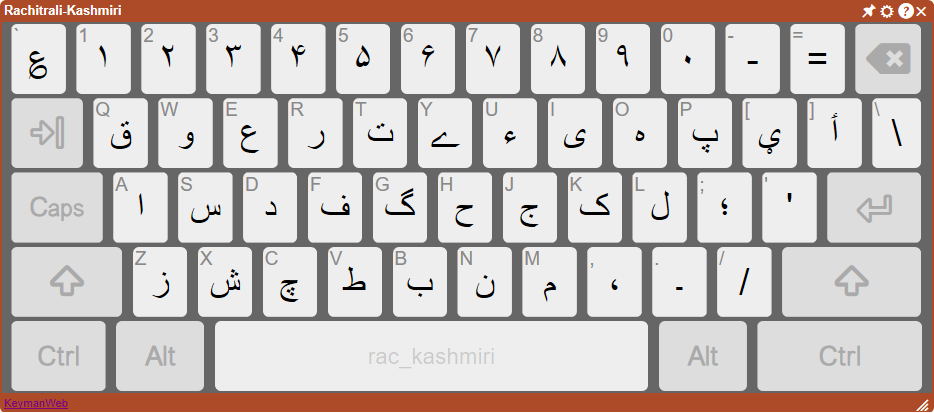 Rachitrali-Kashmiri
` 1 2 3 4 5 6 7 8 9 0 - =
۱ ۲ ۳ ۴ ۵ ۶ ۷ ۸ ۹ ۰ - =
Q W E R T Y U I O P [ ] \
ق و ع ر ت ے ء ی ہ پ أ \
Caps A S D F G H J K L ; '
ا س د ف گ ح ج ک ل ؛ '
Z X C V B N M , . /
ز ش چ ط ب ن م ، ۔ /
Ctrl Alt rac_kashmiri Alt Ctrl
KeymanWeb